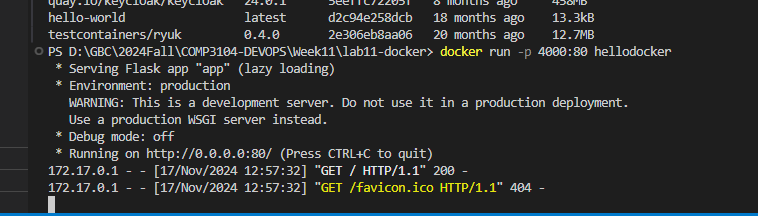 quay.io/keycloak/keycloak 24.0.1 5eeffc72205f 8 months ago 458MB
hello-world latest d2c94e258dcb 18 months ago 13.3kB
testcontainers/ryuk 0.4.0 2e306eb8aa06 20 months ago 12.7MB
PS D:\GBC\2024Fall\COMP3104-DEVOPS\Week11\lab11-docker> docker run -p 4000:80 hellodocker
* Serving Flask app "app" (lazy loading)
* Environment: production
WARNING: This is a development server. Do not use it in a production deployment.
Use a production WSGI server instead.
* Debug mode: off
* Running on http://0.0.0.0:80/ (Press CTRL+C to quit)
172.17.0.1 - - [17/Nov/2024 12:57:32] "GET / HTTP/1.1" 200 -
172.17.0.1 - - [17/Nov/2024 12:57:32] "GET /favicon.ico HTTP/1.1" 404 -